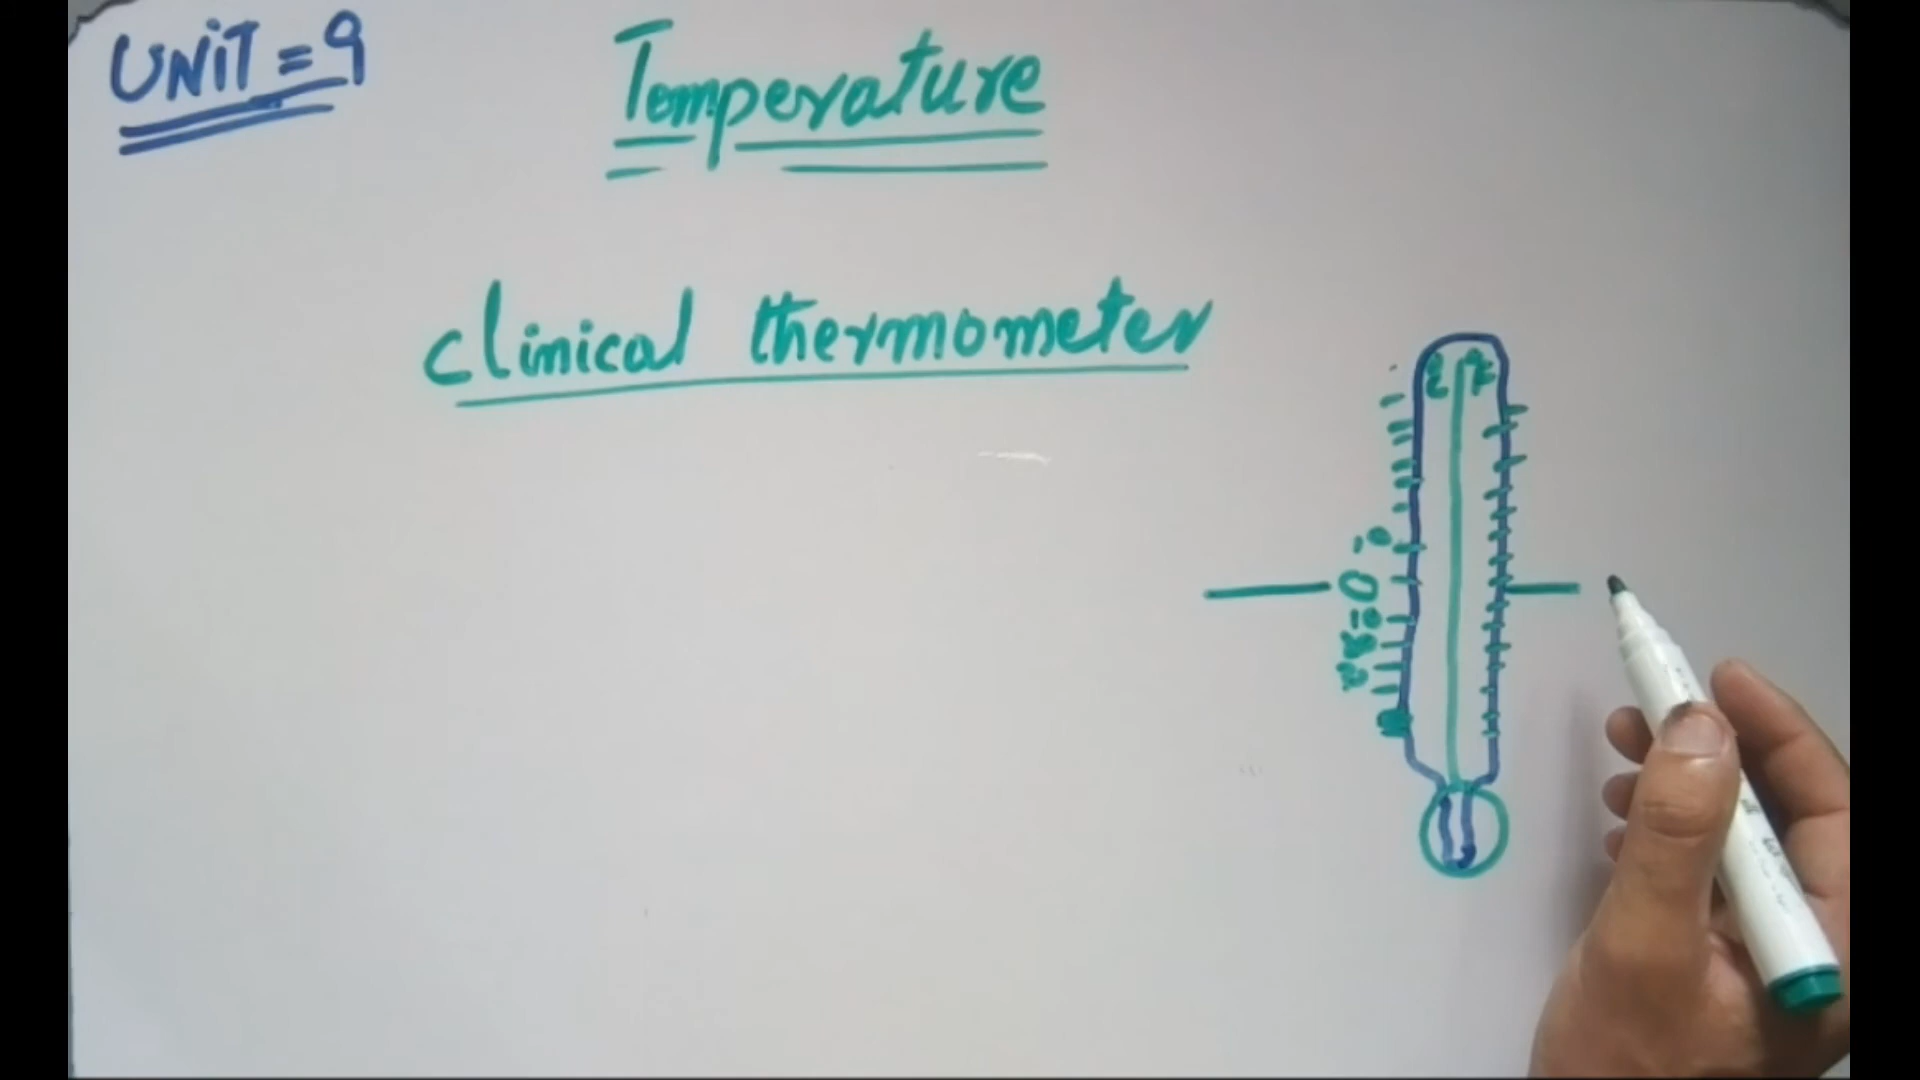 UNiT = 9
Temperature
clinical thermometer